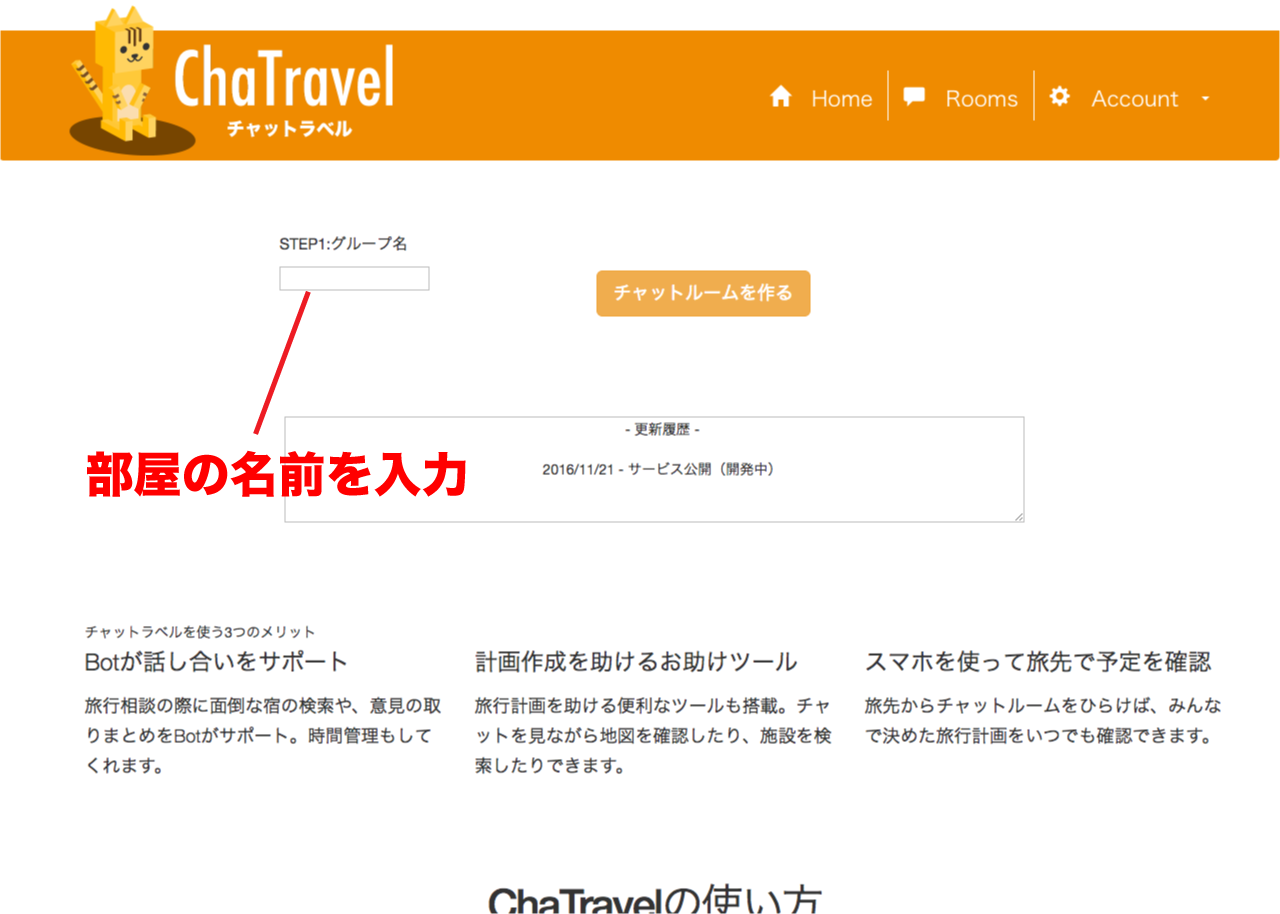 ChaTravel
チャットラベル
Home
Rooms
Account
STEP1:グループ名
チャットルームを作る
部屋の名前を入力
- 更新履歴 -
2016/11/21 - サービス公開（開発中）
チャットラベルを使う3つのメリット
Botが話し合いをサポート
旅行相談の際に面倒な宿の検索や、意見の取
りまとめをBotがサポート。時間管理もして
くれます。
計画作成を助けるお助けツール
旅行計画を助ける便利なツールも搭載。チャ
ットを見ながら地図を確認したり、施設を検
索したりできます。
スマホを使って旅先で予定を確認
旅先からチャットルームをひらけば、みんな
で決めた旅行計画をいつでも確認できます。
ChaTravelの使い方